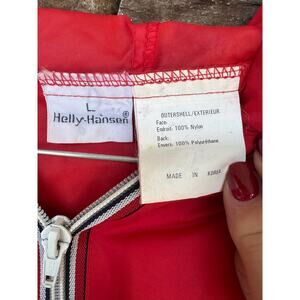 L
Helly-Hansen®
OUTERSHELL/EXTERIEUR
Face:
Endroit: 100% Nylon
Back:
Envers: 100% Polyurethane
MADE IN KOREA